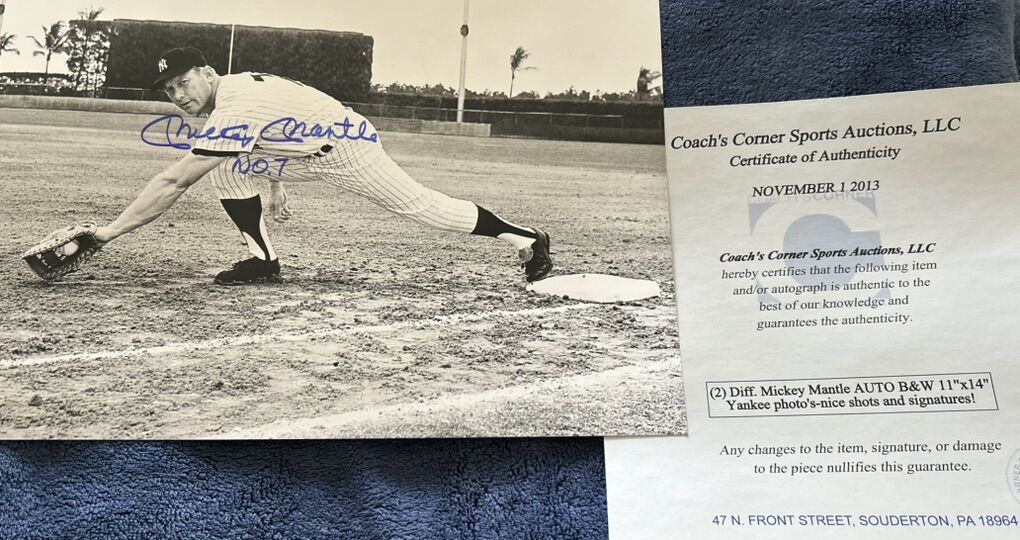 NY
Mickey Mantle
No. 7
Coach's Corner Sports Auctions, LLC
Certificate of Authenticity
NOVEMBER 1 2013
Coach's Corner Sports Auctions, LLC
hereby certifies that the following item
and/or autograph is authentic to the
best of our knowledge and
guarantees the authenticity.
(2) Diff. Mickey Mantle AUTO B&W 11"x14"
Yankee photo's-nice shots and signatures!
Any changes to the item, signature, or damage
to the piece nullifies this guarantee.
47 N. FRONT STREET, SOUDERTON, PA 18964